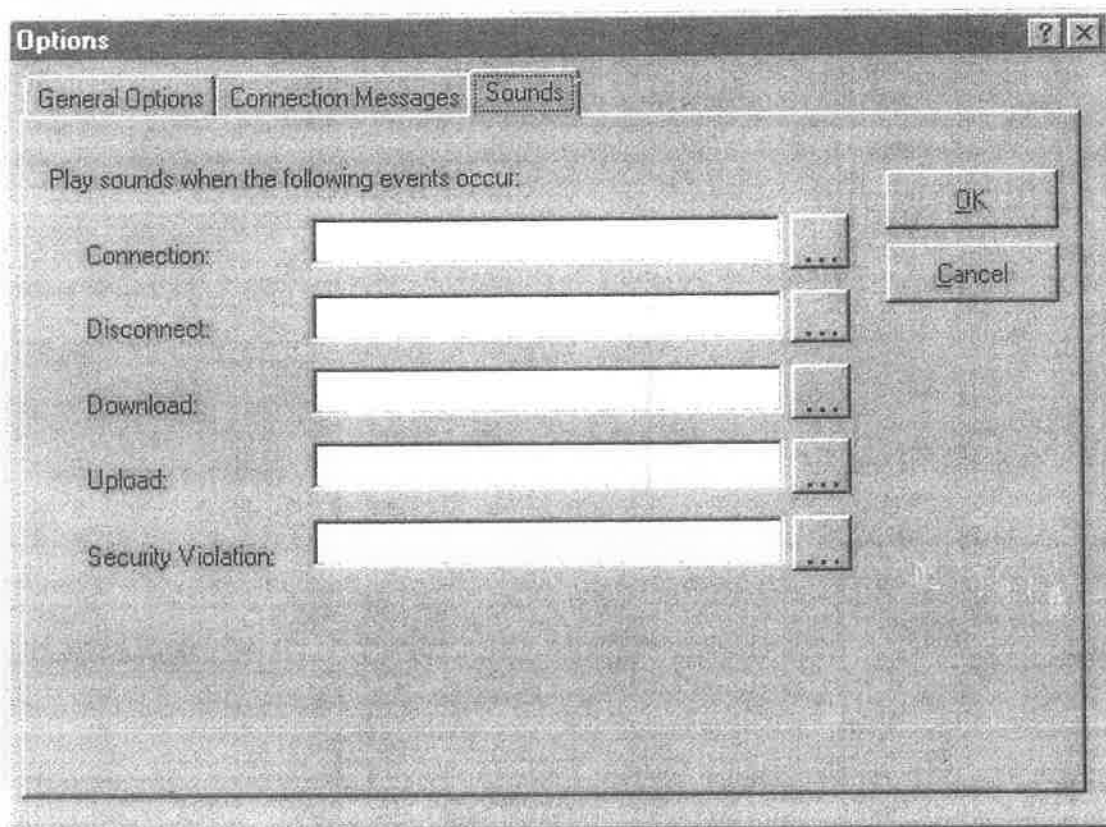 Options
General Options
Connection Messages
Sounds
Play sounds when the following events occur:
OK
Connection:
...
Cancel
Disconnect:
...
Download:
...
Upload:
...
Security Violation:
...